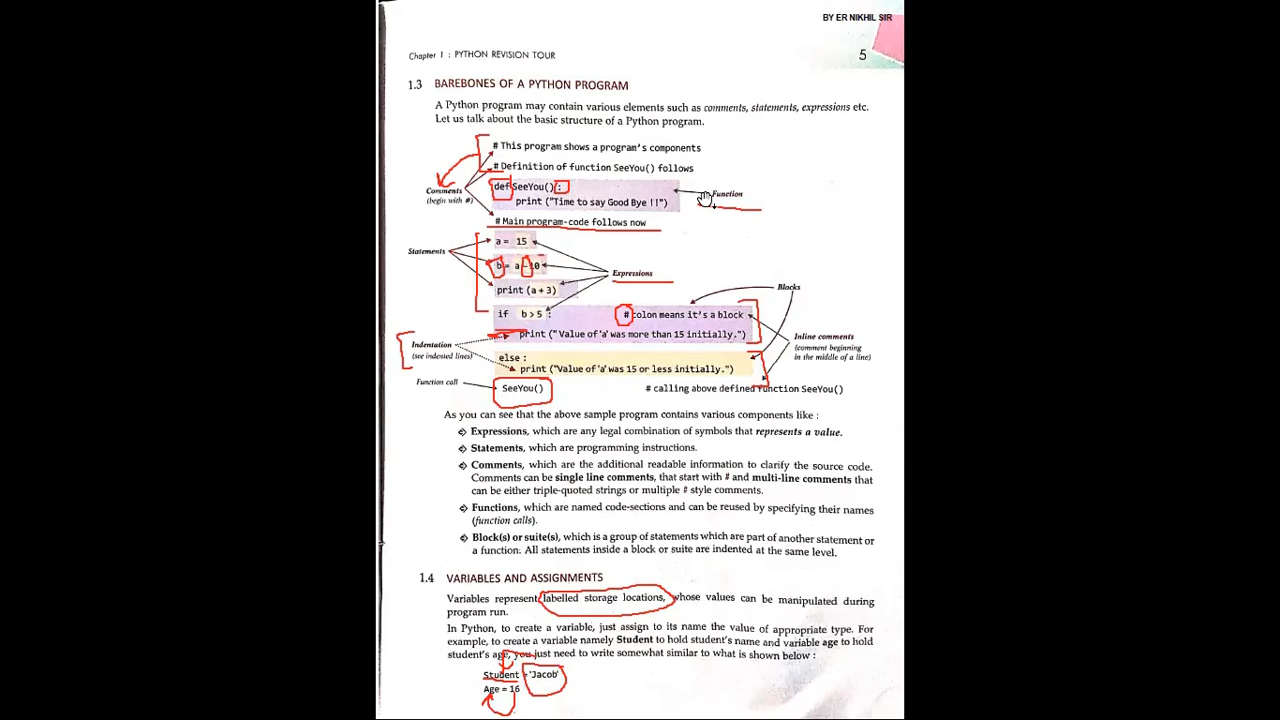 BY ER NIKHIL SIR
Chapter 1 : PYTHON REVISION TOUR
5
1.3 BAREBONES OF A PYTHON PROGRAM
A Python program may contain various elements such as comments, statements, expressions etc.
Let us talk about the basic structure of a Python program.
# This program shows a program's components
# Definition of function SeeYou() follows
Comments
(begin with #)
def SeeYou() :
print ("Time to say Good Bye !!")
Function
# Main program-code follows now
Statements
a = 15
b = a - 10
Expressions
print (a + 3)
Blocks
if b > 5 : # colon means it's a block
print ("Value of 'a' was more than 15 initially.")
Inline comments
(comment beginning
in the middle of a line)
Indentation
(see indented lines)
else :
print ("Value of 'a' was 15 or less initially.")
Function call
SeeYou() # calling above defined function SeeYou()
As you can see that the above sample program contains various components like :
Expressions, which are any legal combination of symbols that represents a value.
Statements, which are programming instructions.
Comments, which are the additional readable information to clarify the source code.
Comments can be single line comments, that start with # and multi-line comments that
can be either triple-quoted strings or multiple # style comments.
Functions, which are named code-sections and can be reused by specifying their names
(function calls).
Block(s) or suite(s), which is a group of statements which are part of another statement or
a function. All statements inside a block or suite are indented at the same level.
1.4 VARIABLES AND ASSIGNMENTS
Variables represent labelled storage locations, whose values can be manipulated during
program run.
In Python, to create a variable, just assign to its name the value of appropriate type. For
example, to create a variable namely Student to hold student's name and variable age to hold
student's age, you just need to write somewhat similar to what is shown below :
Student = 'Jacob'
Age = 16